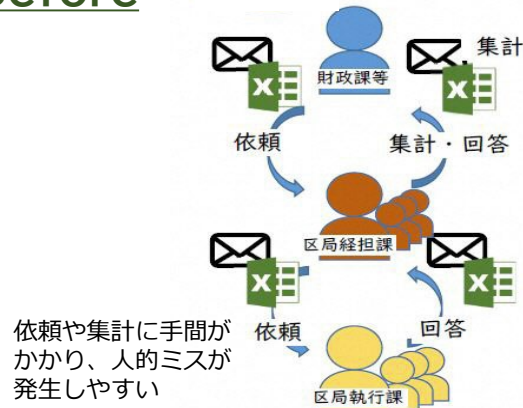 Before
集計
財政課等
依頼
集計・回答
区局経担課
依頼や集計に手間が
かかり、人的ミスが
発生しやすい
依頼
回答
区局執行課